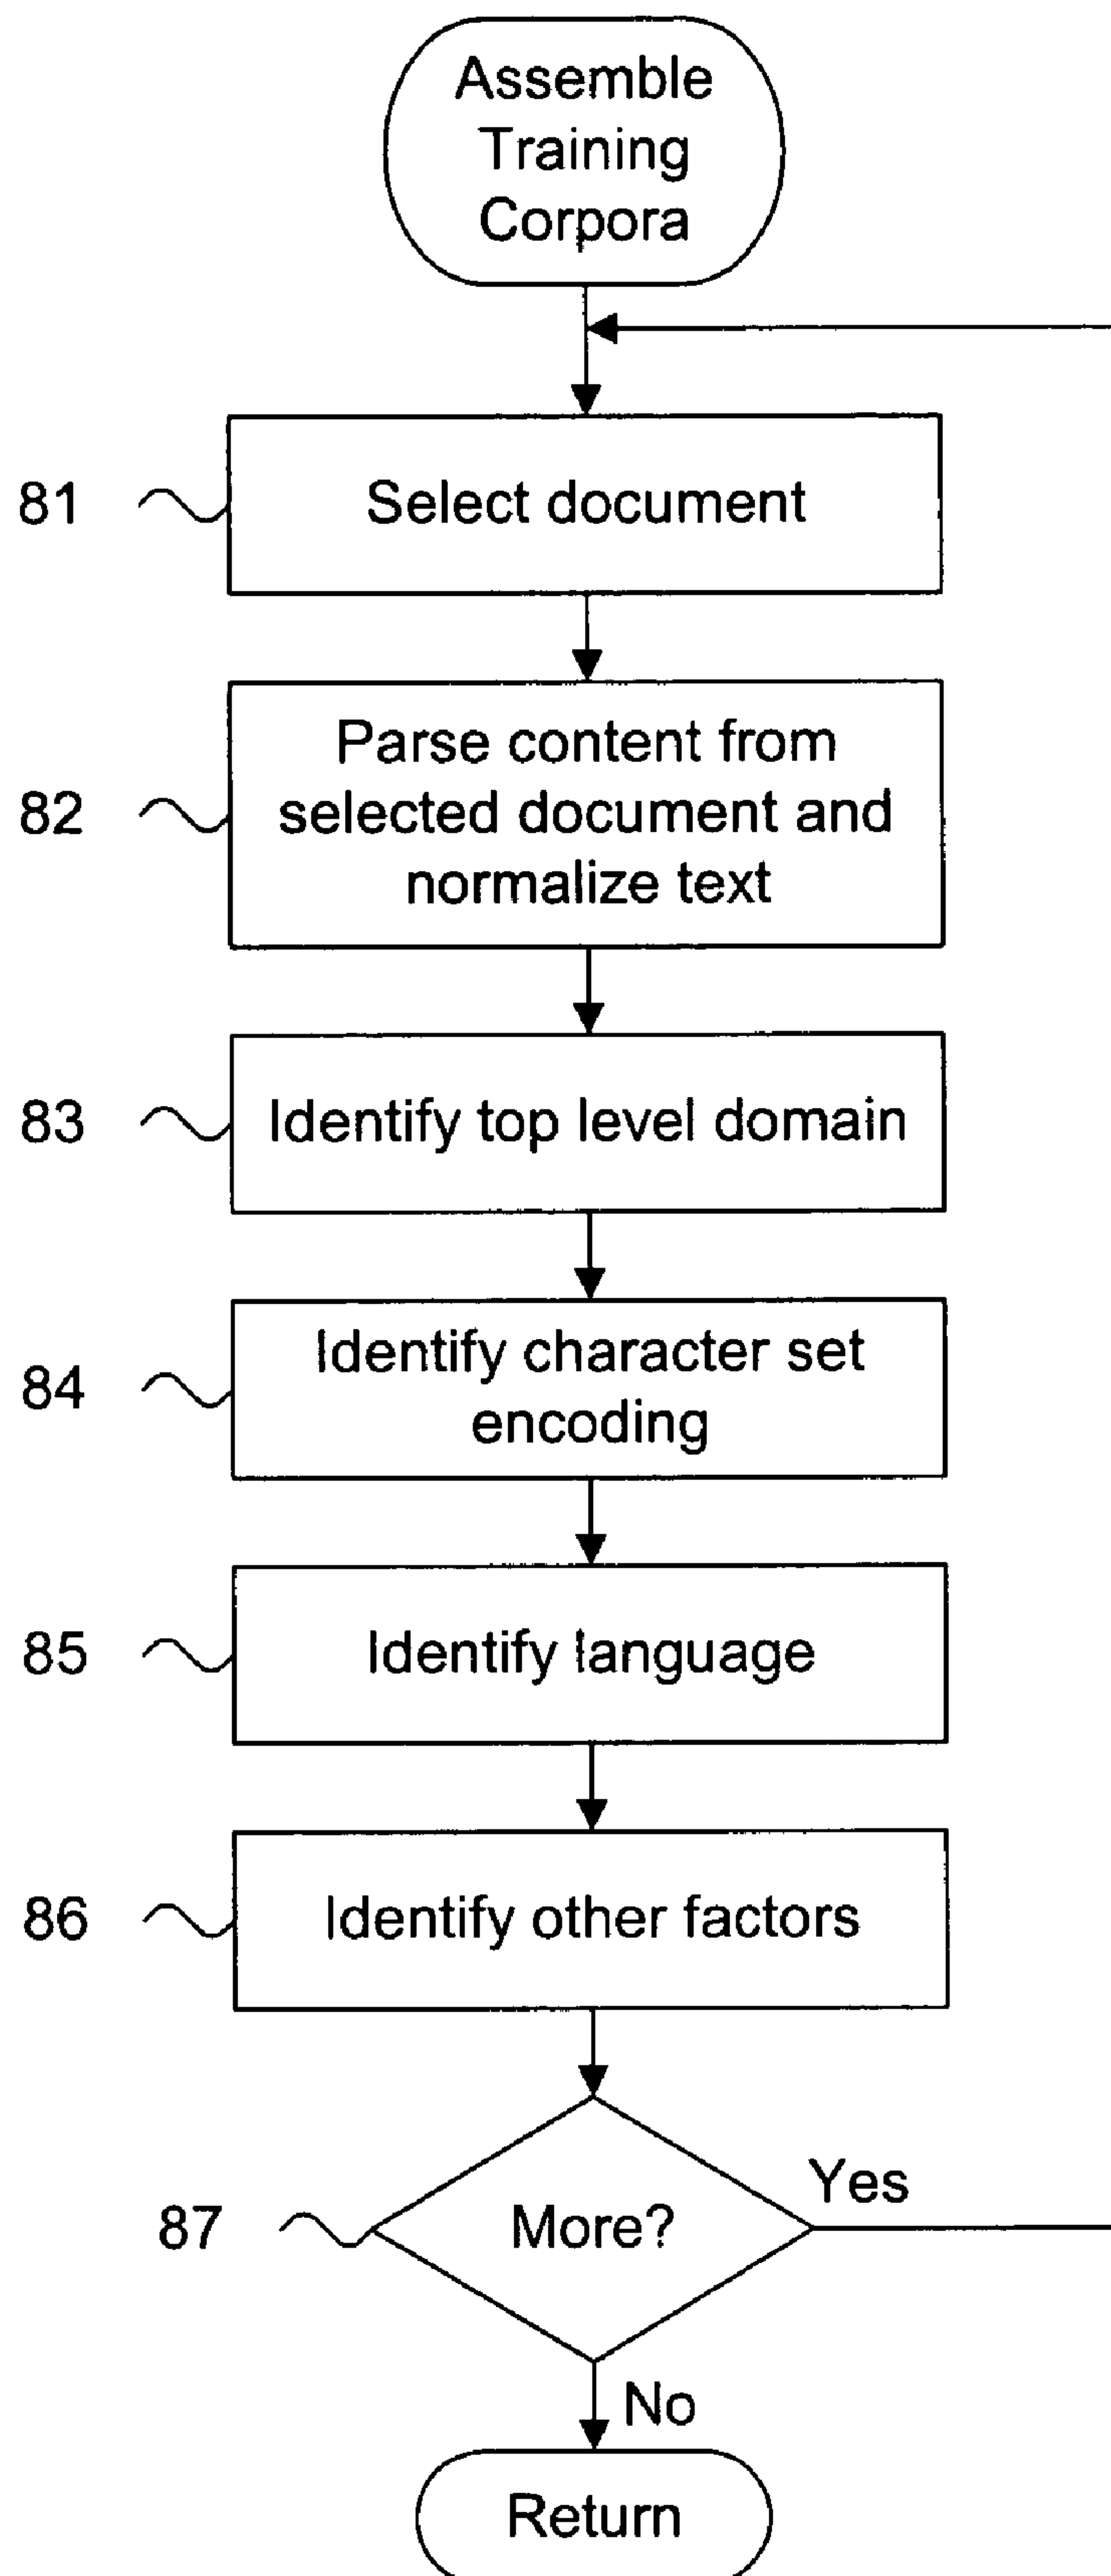 Assemble
Training
Corpora
81
Select document
82
Parse content from
selected document and
normalize text
83
Identify top level domain
84
Identify character set
encoding
85
Identify language
86
Identify other factors
87
More?
Yes
No
Return